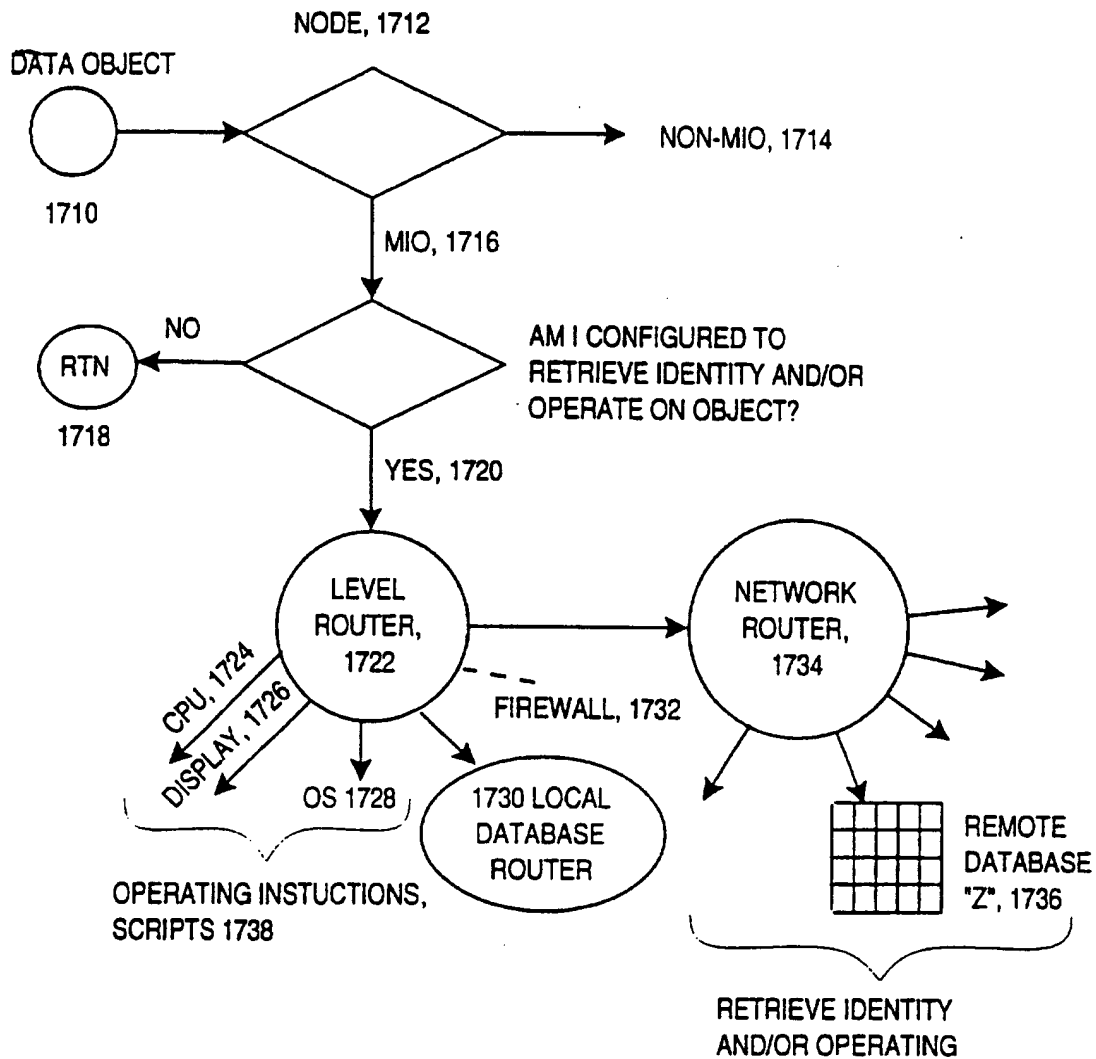 NODE, 1712
DATA OBJECT
NON-MIO, 1714
1710
MIO, 1716
NO
RTN
1718
AM I CONFIGURED TO
RETRIEVE IDENTITY AND/OR
OPERATE ON OBJECT?
YES, 1720
LEVEL
ROUTER,
1722
NETWORK
ROUTER,
1734
CPU, 1724
DISPLAY, 1726
FIREWALL, 1732
OS 1728
1730 LOCAL
DATABASE
ROUTER
REMOTE
DATABASE
"Z", 1736
OPERATING INSTUCTIONS,
SCRIPTS 1738
RETRIEVE IDENTITY
AND/OR OPERATING